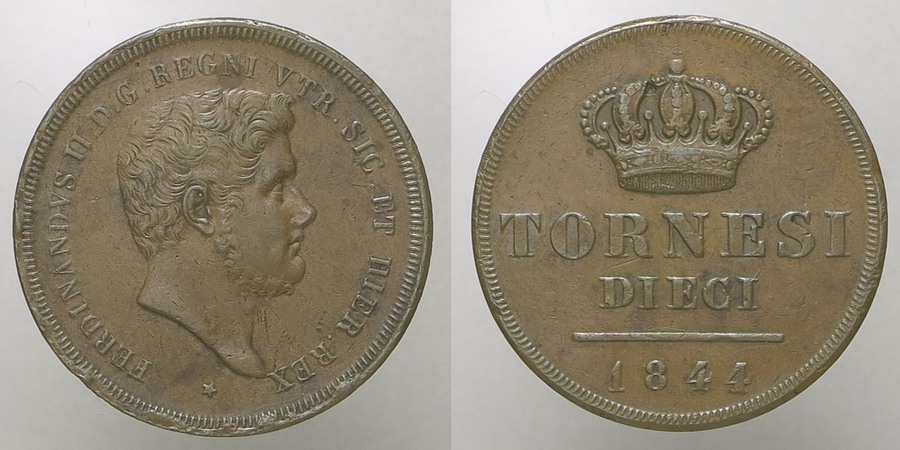 FERDINANDVS II D.G. REGNI VTR. SIC. ET HIER. REX
TORNESI
DIECI
1844